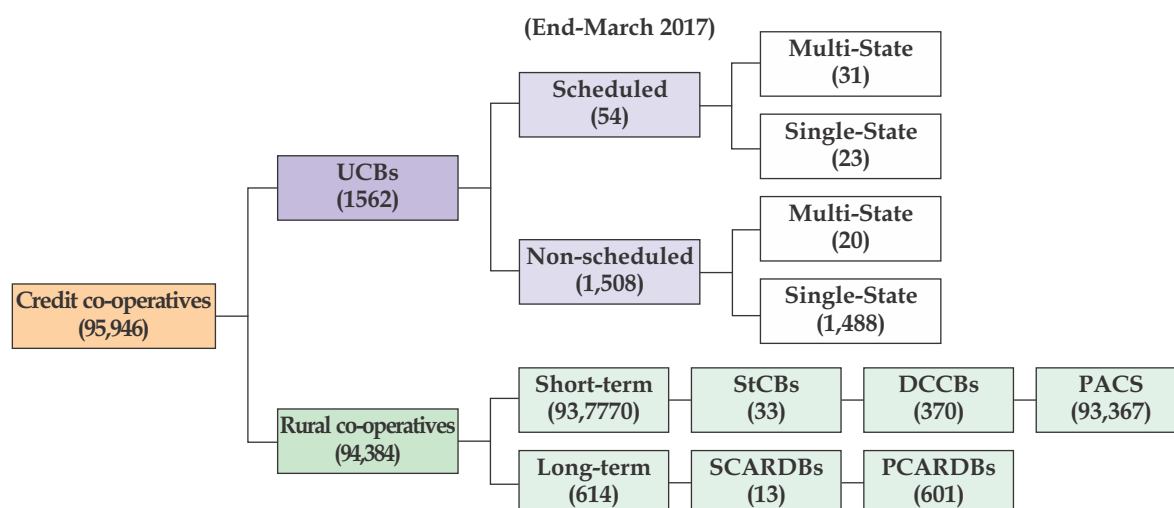 (End-March 2017)
Multi-State
(31)
Scheduled
(54)
Single-State
(23)
UCBs
(1562)
Multi-State
(20)
Non-scheduled
(1,508)
Single-State
(1,488)
Credit co-operatives
(95,946)
Short-term
(93,7770)
StCBs
(33)
DCCBs
(370)
PACS
(93,367)
Rural co-operatives
(94,384)
Long-term
(614)
SCARDBs
(13)
PCARDBs
(601)